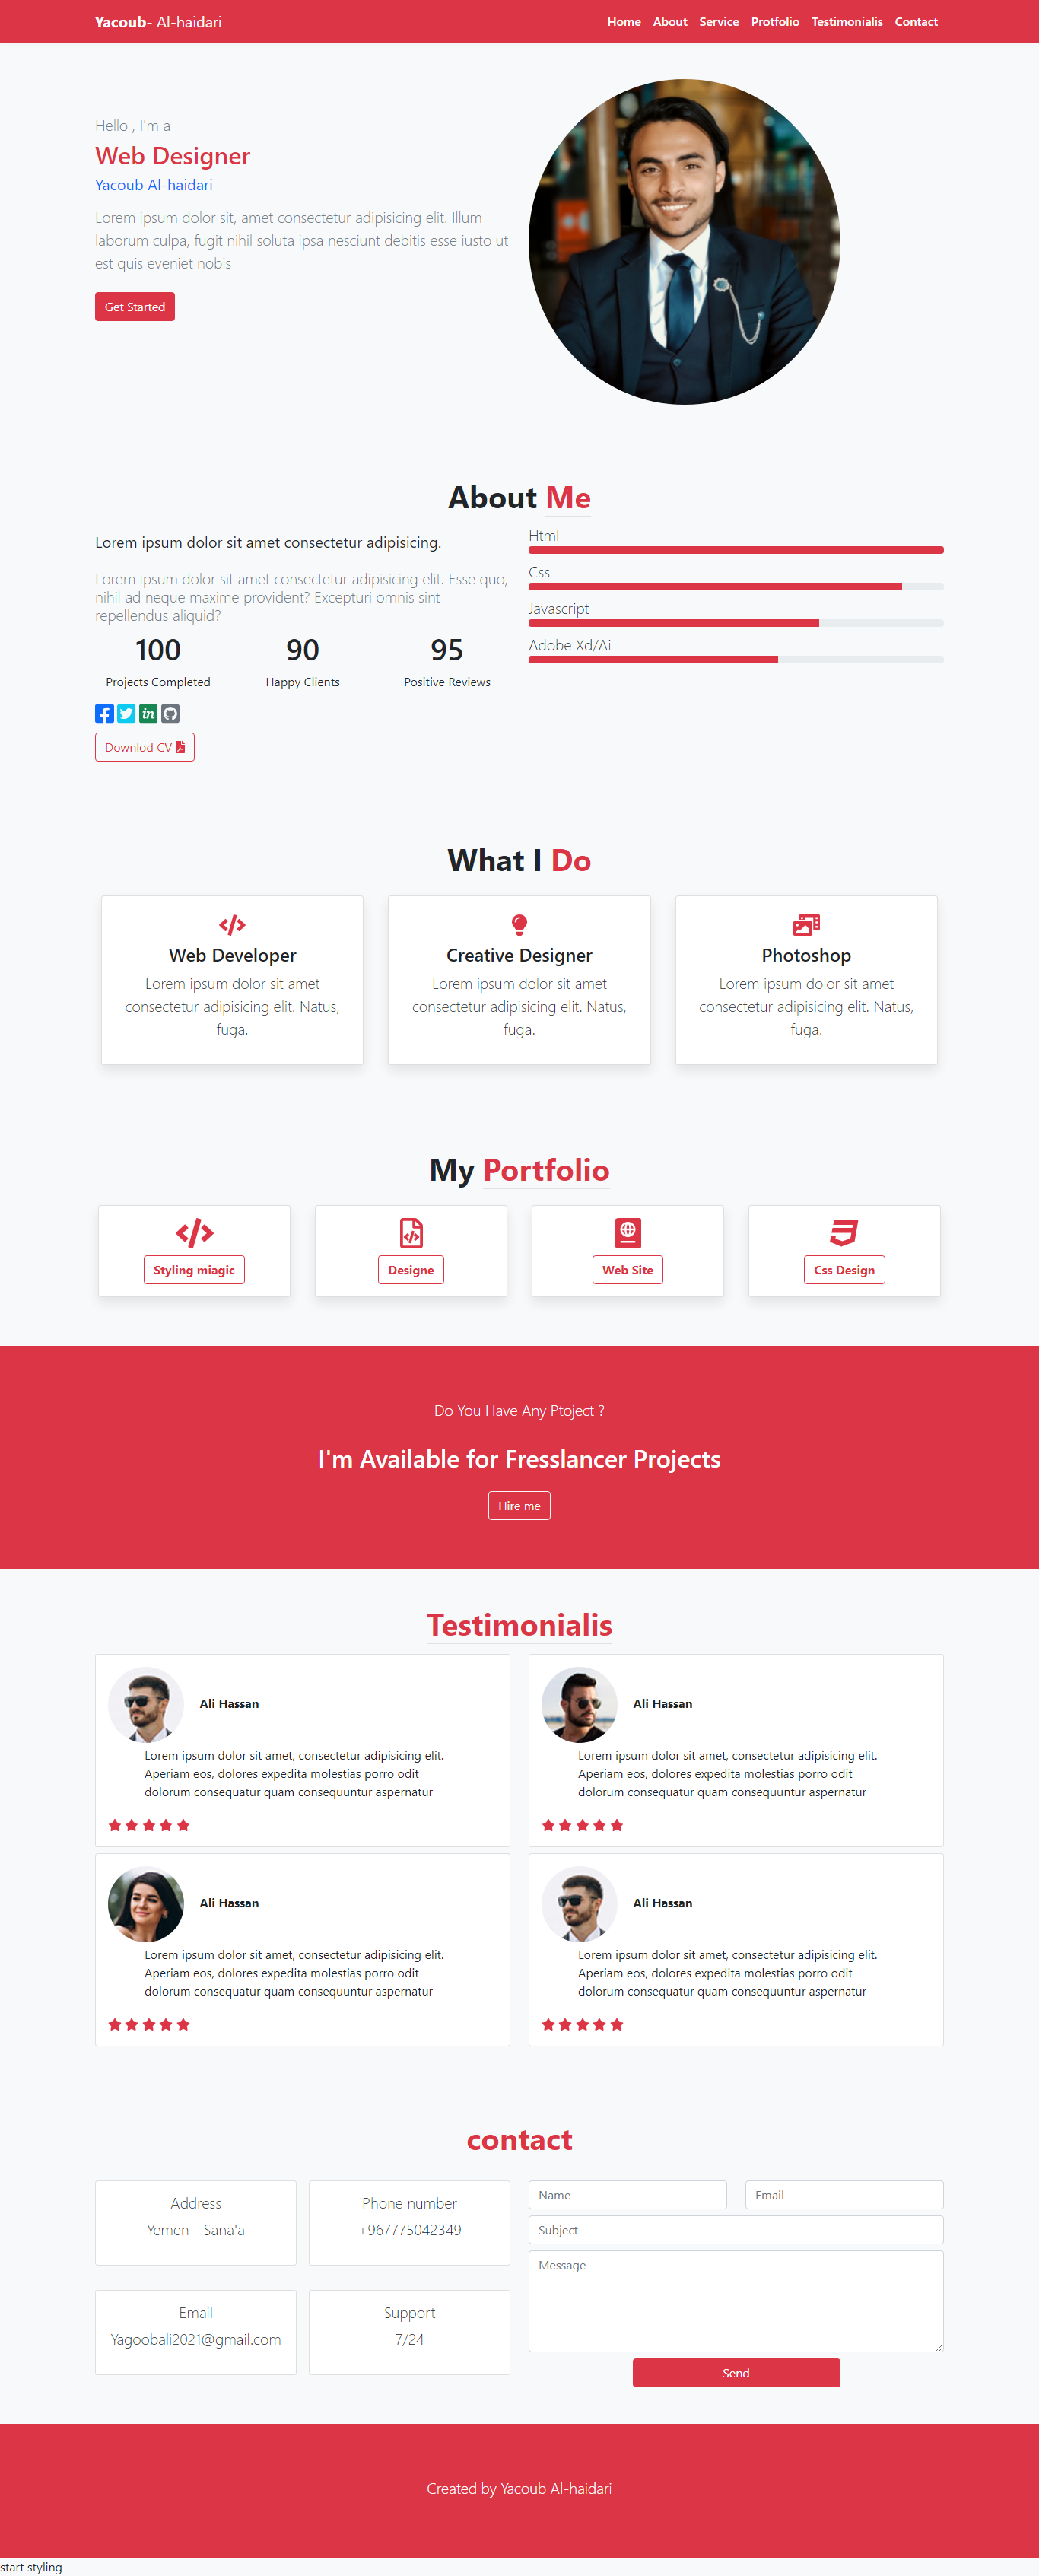 Yacoub- Al-haidari
Home About Service Protfolio Testimonialis Contact
Hello , I'm a
Web Designer
Yacoub Al-haidari
Lorem ipsum dolor sit, amet consectetur adipisicing elit. Illum
laborum culpa, fugit nihil soluta ipsa nesciunt debitis esse iusto ut
est quis eveniet nobis
Get Started
About Me
Lorem ipsum dolor sit amet consectetur adipisicing.
Lorem ipsum dolor sit amet consectetur adipisicing elit. Esse quo,
nihil ad neque maxime provident? Excepturi omnis sint
repellendus aliquid?
100 90 95
Projects Completed Happy Clients Positive Reviews
Downlod CV
Html
Css
Javascript
Adobe Xd/Ai
What I Do
Web Developer
Lorem ipsum dolor sit amet
consectetur adipisicing elit. Natus,
fuga.
Creative Designer
Lorem ipsum dolor sit amet
consectetur adipisicing elit. Natus,
fuga.
Photoshop
Lorem ipsum dolor sit amet
consectetur adipisicing elit. Natus,
fuga.
My Portfolio
Styling miagic
Designe
Web Site
Css Design
Do You Have Any Ptoject ?
I'm Available for Fresslancer Projects
Hire me
Testimonialis
Ali Hassan
Lorem ipsum dolor sit amet, consectetur adipisicing elit.
Aperiam eos, dolores expedita molestias porro odit
dolorum consequatur quam consequuntur aspernatur
Ali Hassan
Lorem ipsum dolor sit amet, consectetur adipisicing elit.
Aperiam eos, dolores expedita molestias porro odit
dolorum consequatur quam consequuntur aspernatur
Ali Hassan
Lorem ipsum dolor sit amet, consectetur adipisicing elit.
Aperiam eos, dolores expedita molestias porro odit
dolorum consequatur quam consequuntur aspernatur
Ali Hassan
Lorem ipsum dolor sit amet, consectetur adipisicing elit.
Aperiam eos, dolores expedita molestias porro odit
dolorum consequatur quam consequuntur aspernatur
contact
Address
Yemen - Sana'a
Phone number
+967775042349
Email
Yagoobali2021@gmail.com
Support
7/24
Name
Email
Subject
Message
Send
Created by Yacoub Al-haidari
start styling